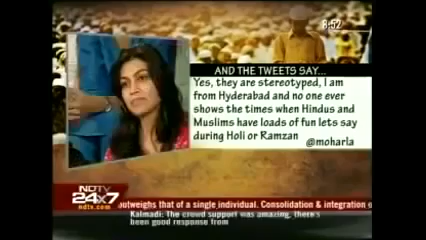 8:52
AND THE TWEETS SAY...
Yes, they are stereotyped, I am
from Hyderabad and no one ever
shows the times when Hindus and
Muslims have loads of fun lets say
during Holi or Ramzan
@moharla
NDTV
24x7
ndtv.com
outweighs that of a single individual. Consolidation & integration o
Kalmadi: The crowd support was amazing, there's
been good response from